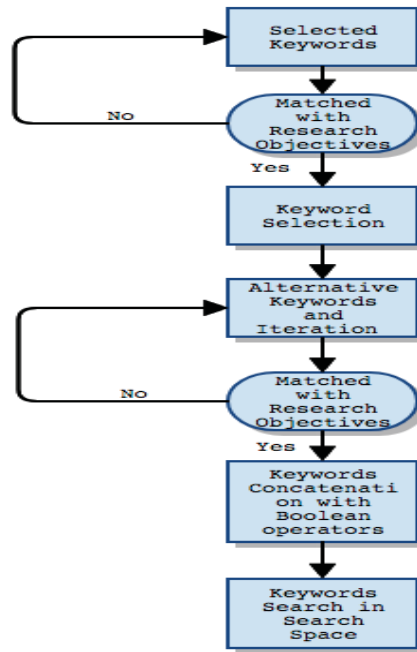 Selected
Keywords
Matched
with
Research
Objectives
No
Yes
Keyword
Selection
Alternative
Keywords
and
Iteration
Matched
with
Research
Objectives
No
Yes
Keywords
Concatenati
on with
Boolean
operators
Keywords
Search in
Search
Space